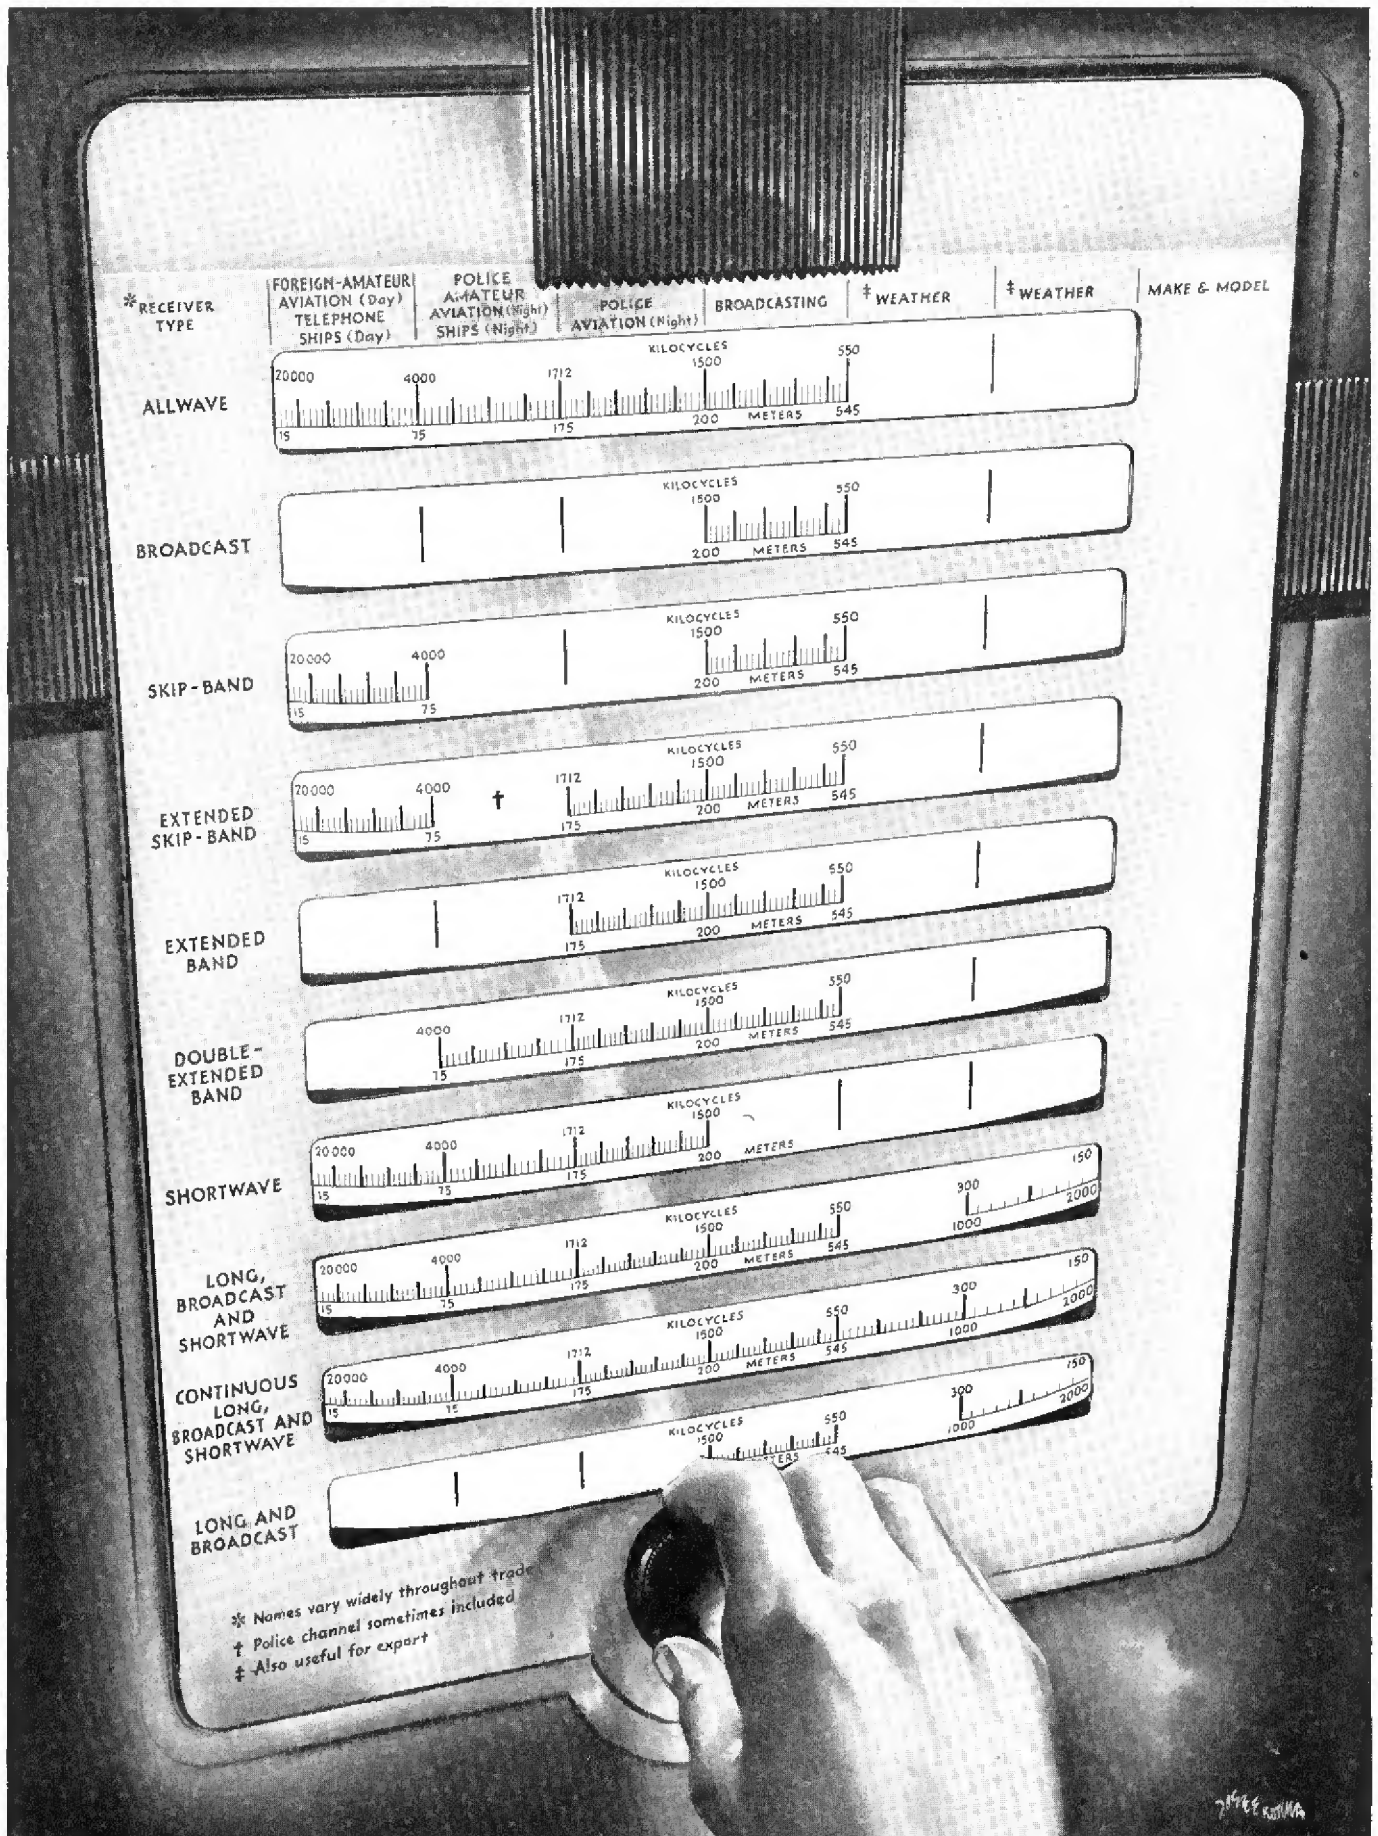 *RECEIVER
TYPE
FOREIGN-AMATEUR
AVIATION (Day)
TELEPHONE
SHIPS (Day)
POLICE
AMATEUR
AVIATION (Night)
SHIPS (Night)
POLICE
AVIATION (Night)
BROADCASTING
‡ WEATHER
‡ WEATHER
MAKE & MODEL
ALLWAVE
KILOCYCLES
20000 4000 1712 1500 550
15 75 175 200 METERS 545
BROADCAST
KILOCYCLES
1500 550
200 METERS 545
SKIP-BAND
KILOCYCLES
20000 4000 1500 550
15 75 200 METERS 545
EXTENDED
SKIP-BAND
KILOCYCLES
20000 4000 † 1712 1500 550
15 75 175 200 METERS 545
EXTENDED
BAND
KILOCYCLES
1712 1500 550
175 200 METERS 545
DOUBLE-
EXTENDED
BAND
KILOCYCLES
4000 1712 1500 550
15 175 200 METERS 545
SHORTWAVE
KILOCYCLES
20000 4000 1712 1500
15 75 175 200 METERS
LONG,
BROADCAST
AND
SHORTWAVE
KILOCYCLES
20000 4000 1712 1500 550 300 150
15 75 175 200 METERS 545 1000 2000
CONTINUOUS
LONG,
BROADCAST AND
SHORTWAVE
KILOCYCLES
20000 4000 1712 1500 550 300 150
15 15 175 200 METERS 545 1000 2000
LONG AND
BROADCAST
KILOCYCLES
1500 550 300 150
TERS 545 1000 2000
* Names vary widely throughout trade
† Police channel sometimes included
‡ Also useful for export